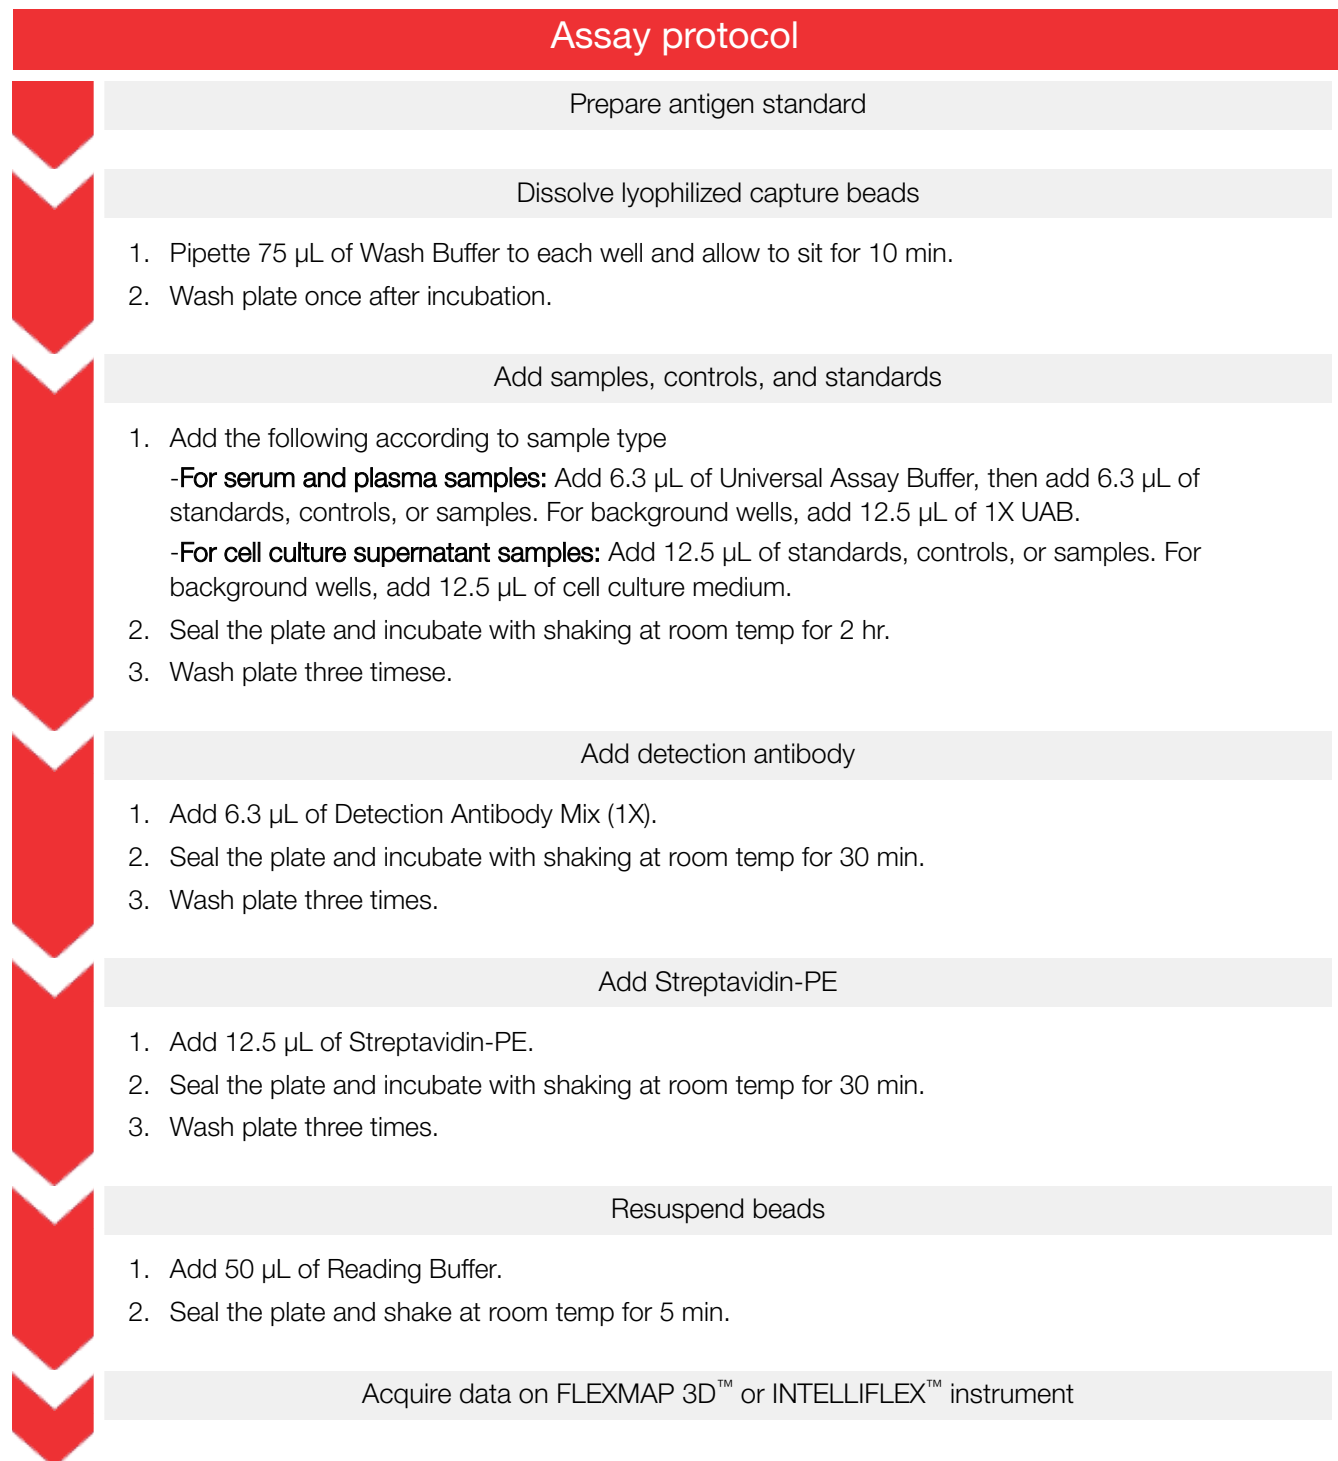 Assay protocol
Prepare antigen standard
Dissolve lyophilized capture beads
1. Pipette 75 µL of Wash Buffer to each well and allow to sit for 10 min.
2. Wash plate once after incubation.
Add samples, controls, and standards
1. Add the following according to sample type
-For serum and plasma samples: Add 6.3 µL of Universal Assay Buffer, then add 6.3 µL of
standards, controls, or samples. For background wells, add 12.5 µL of 1X UAB.
-For cell culture supernatant samples: Add 12.5 µL of standards, controls, or samples. For
background wells, add 12.5 µL of cell culture medium.
2. Seal the plate and incubate with shaking at room temp for 2 hr.
3. Wash plate three timese.
Add detection antibody
1. Add 6.3 µL of Detection Antibody Mix (1X).
2. Seal the plate and incubate with shaking at room temp for 30 min.
3. Wash plate three times.
Add Streptavidin-PE
1. Add 12.5 µL of Streptavidin-PE.
2. Seal the plate and incubate with shaking at room temp for 30 min.
3. Wash plate three times.
Resuspend beads
1. Add 50 µL of Reading Buffer.
2. Seal the plate and shake at room temp for 5 min.
Acquire data on FLEXMAP 3D™ or INTELLIFLEX™ instrument